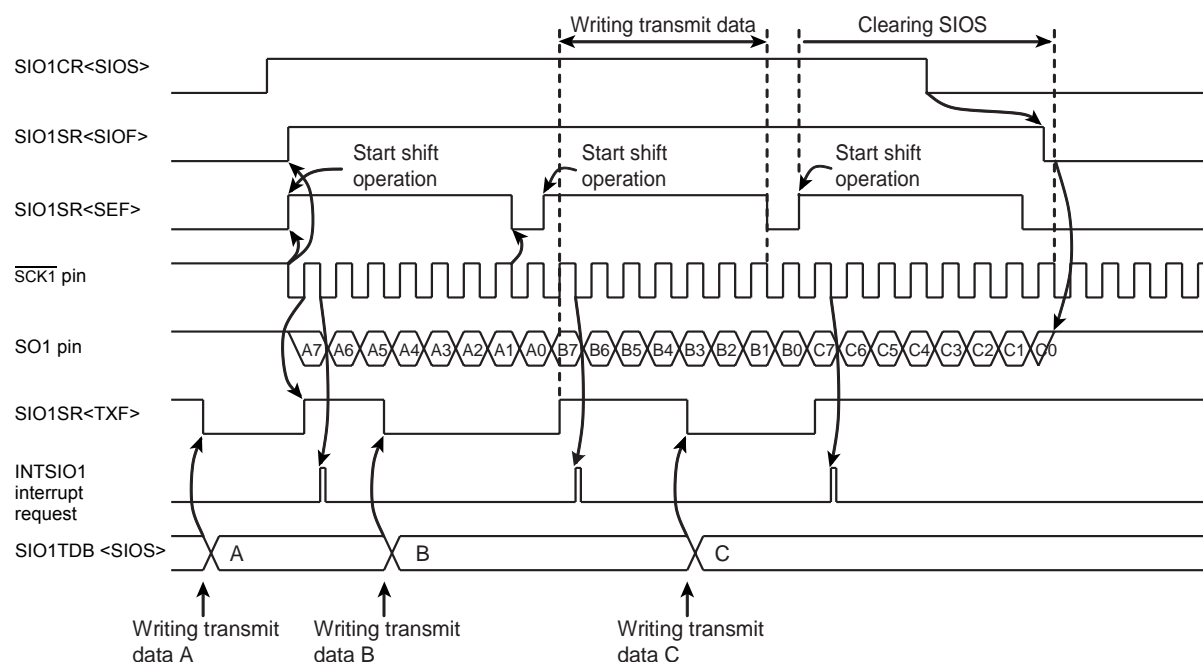 Writing transmit data
Clearing SIOS
SIO1CR<SIOS>
SIO1SR<SIOF>
Start shift
operation
Start shift
operation
Start shift
operation
SIO1SR<SEF>
SCK1 pin
SO1 pin
A7 A6 A5 A4 A3 A2 A1 A0 B7 B6 B5 B4 B3 B2 B1 B0 C7 C6 C5 C4 C3 C2 C1 C0
SIO1SR<TXF>
INTSIO1
interrupt
request
SIO1TDB <SIOS>
A B C
Writing transmit
data A
Writing transmit
data B
Writing transmit
data C